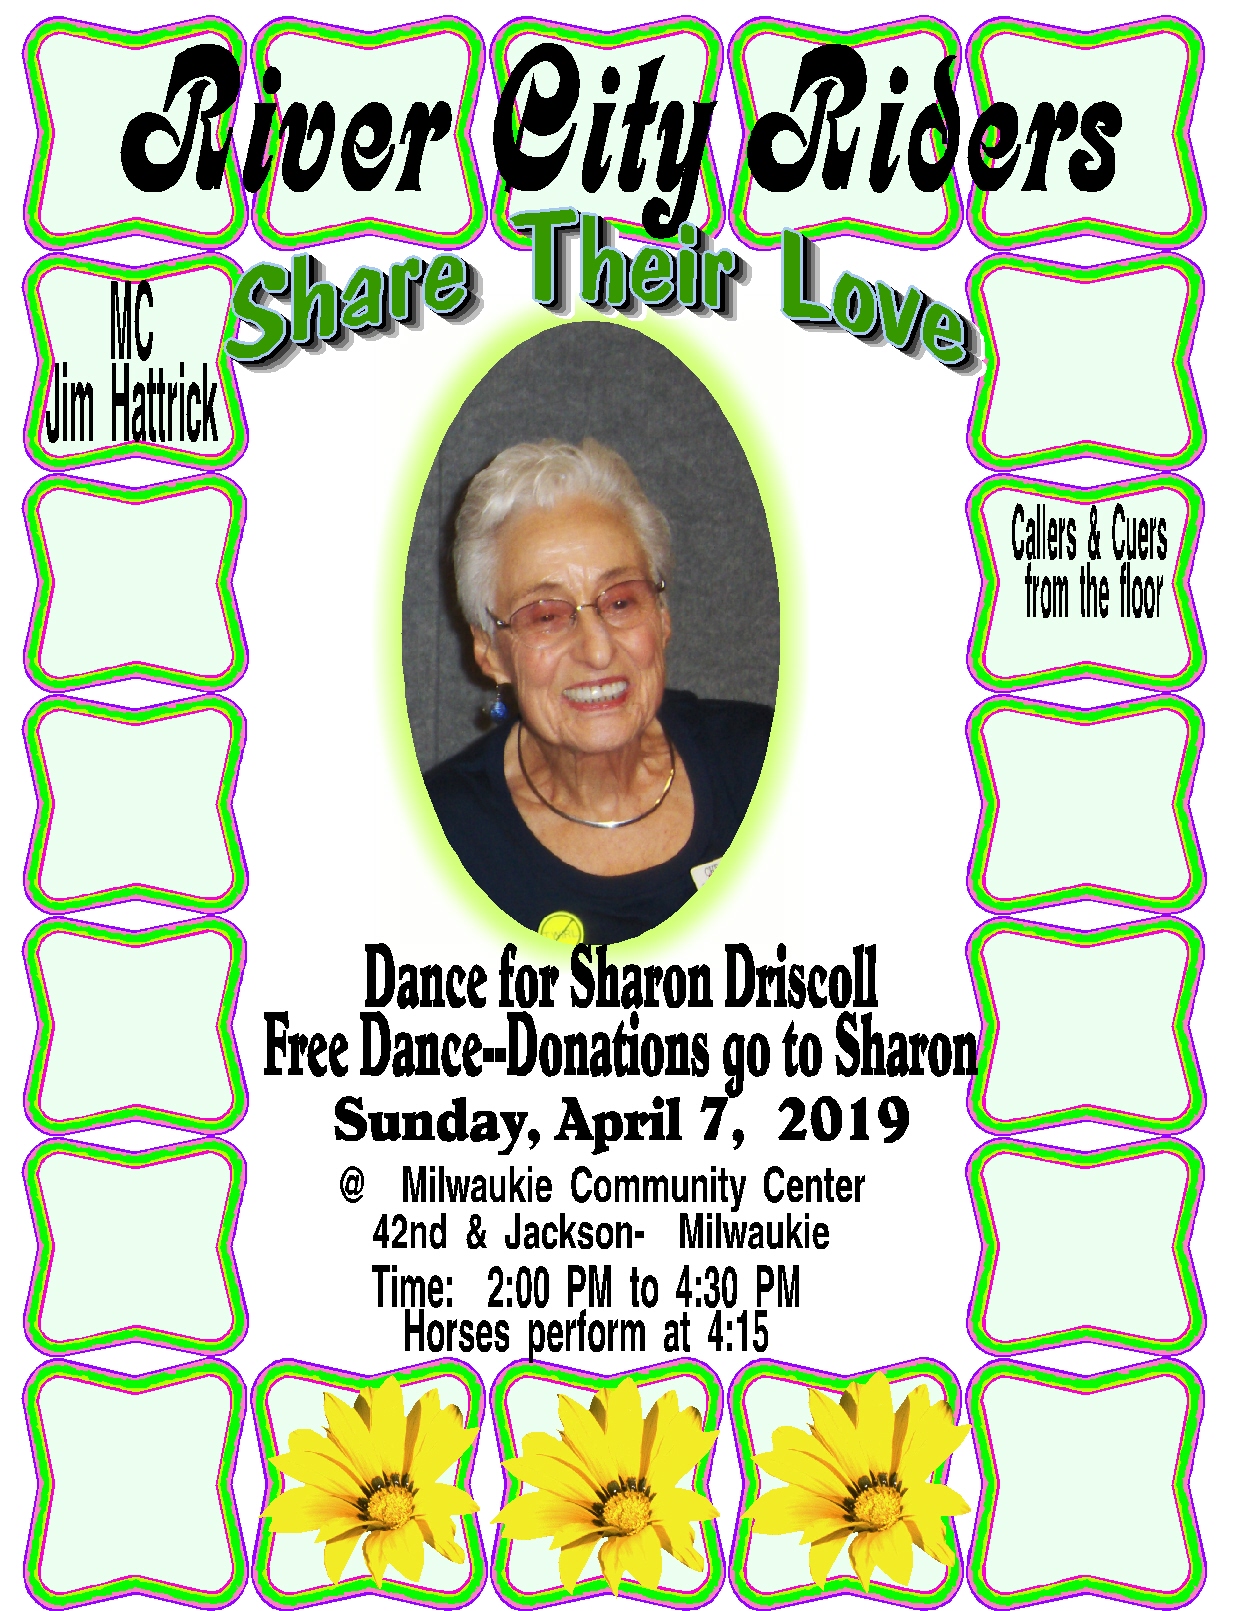 River City Riders
Share Their Love
MC
Jim Hattrick
Callers & Cuers
from the floor
Dance for Sharon Driscoll
Free Dance--Donations go to Sharon
Sunday, April 7, 2019
@ Milwaukie Community Center
42nd & Jackson- Milwaukie
Time: 2:00 PM to 4:30 PM
Horses perform at 4:15